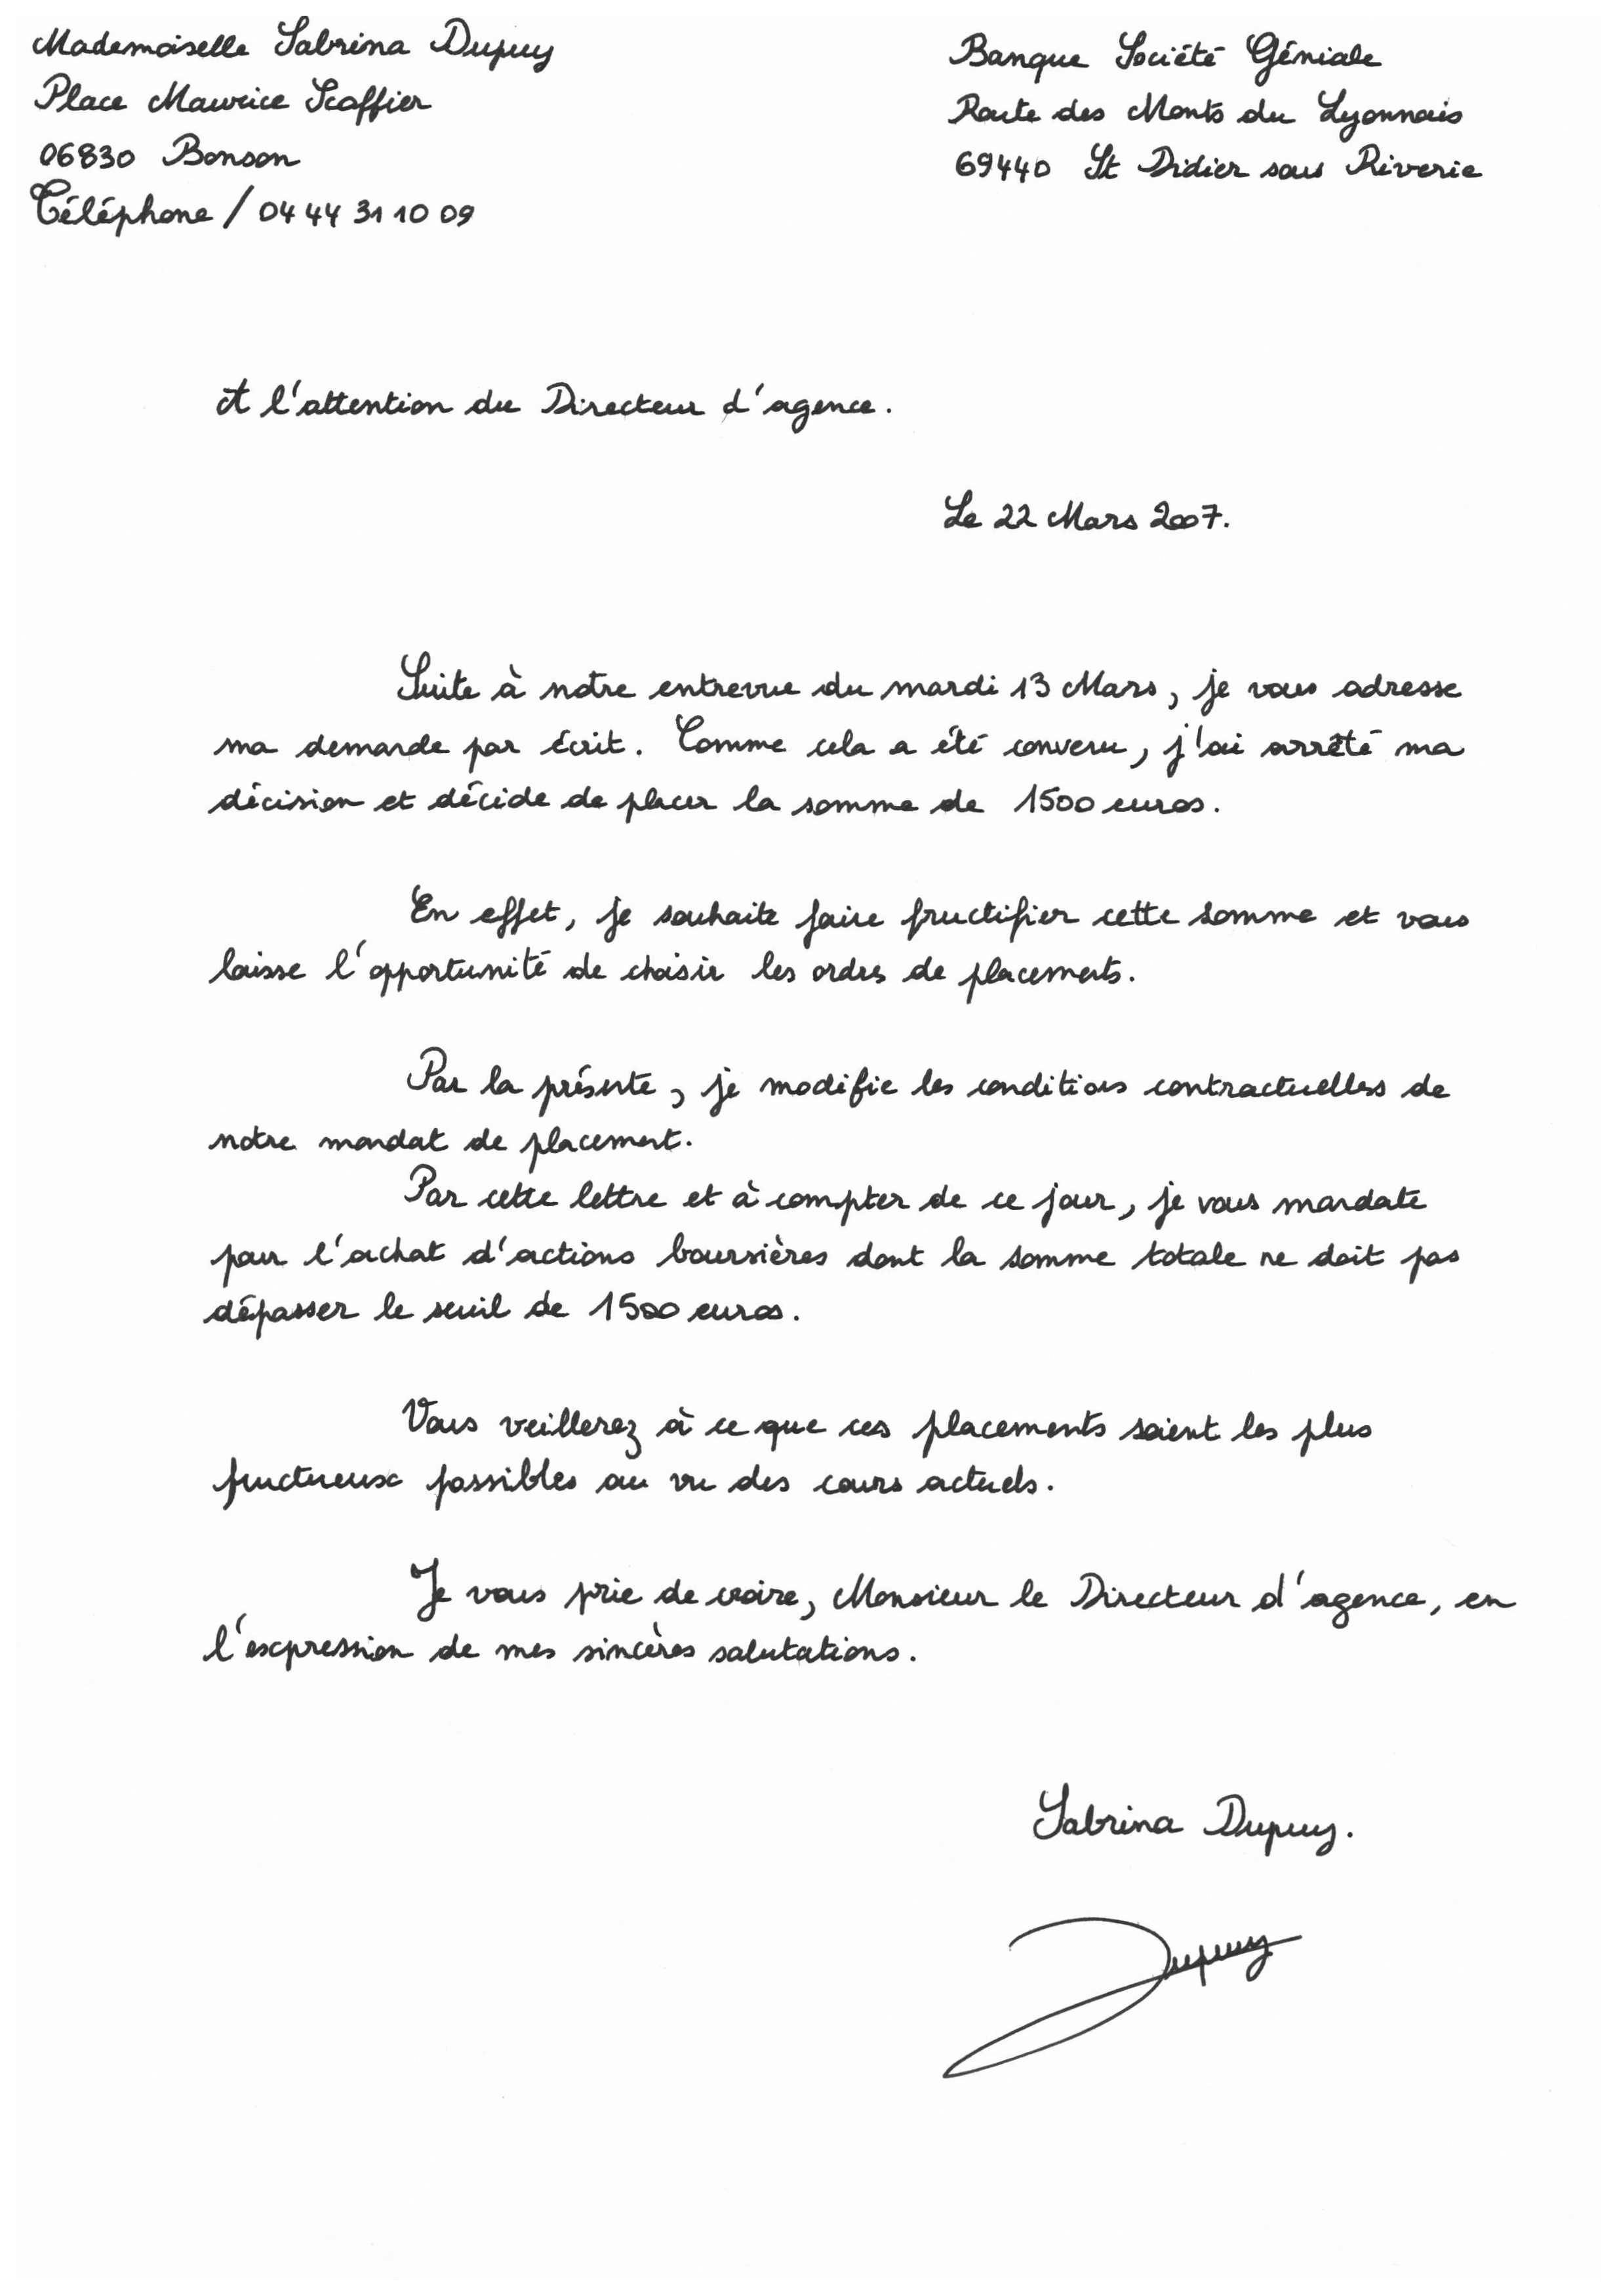 Mademoiselle Sabrina Dupuy
Place Maurice Scoffier
06830 Bonson
Téléphone / 04 44 31 10 09
Banque Société Géniale
Route des Monts du Lyonnais
69440 St Didier sous Riverie
A l'attention du Directeur d'agence.
Le 22 Mars 2007.
Suite à notre entrevue du mardi 13 Mars, je vous adresse
ma demande par écrit. Comme cela a été convenu, j'ai arrêté ma
décision et décide de placer la somme de 1500 euros.
En effet, je souhaite faire fructifier cette somme et vous
laisse l'opportunité de choisir les ordres de placements.
Par la présente, je modifie les conditions contractuelles de
notre mandat de placement.
Par cette lettre et à compter de ce jour, je vous mandate
pour l'achat d'actions boursières dont la somme totale ne doit pas
dépasser le seuil de 1500 euros.
Vous veillerez à ce que ces placements soient les plus
fructueux possibles au vu des cours actuels.
Je vous prie de croire, Monsieur le Directeur d'agence, en
l'expression de mes sincères salutations.
Sabrina Dupuy.
Dupuy